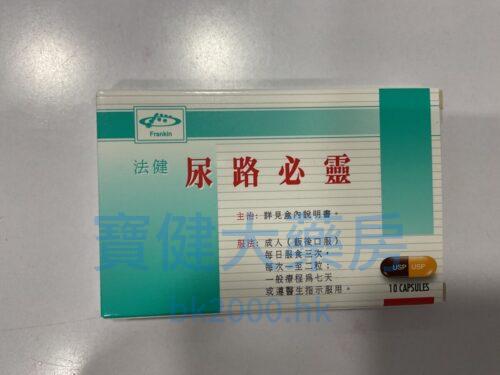 Frankin
法健 尿路必靈
主治: 詳見盒內說明書。
服法: 成人 (飯後口服)
每日服食三次;
每次一至二粒;
一般療程爲七天
或遵醫生指示服用。
USP USP
10 CAPSULES
寶健大藥房
bk2000.hk